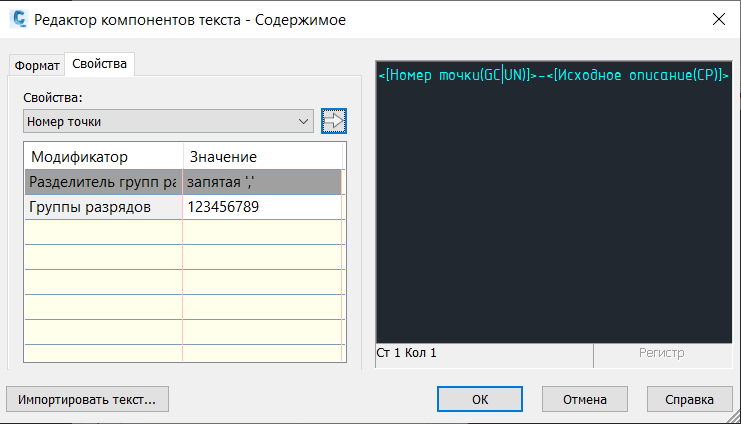 Редактор компонентов текста - Содержимое
Формат
Свойства
Свойства:
Номер точки
Модификатор Значение
Разделитель групп ра запятая ','
Группы разрядов 123456789
<[Номер точки(GC|UN)]>-<[Исходное описание(CP)]>
Ст 1 Кол 1
Регистр
Импортировать текст...
ОК
Отмена
Справка